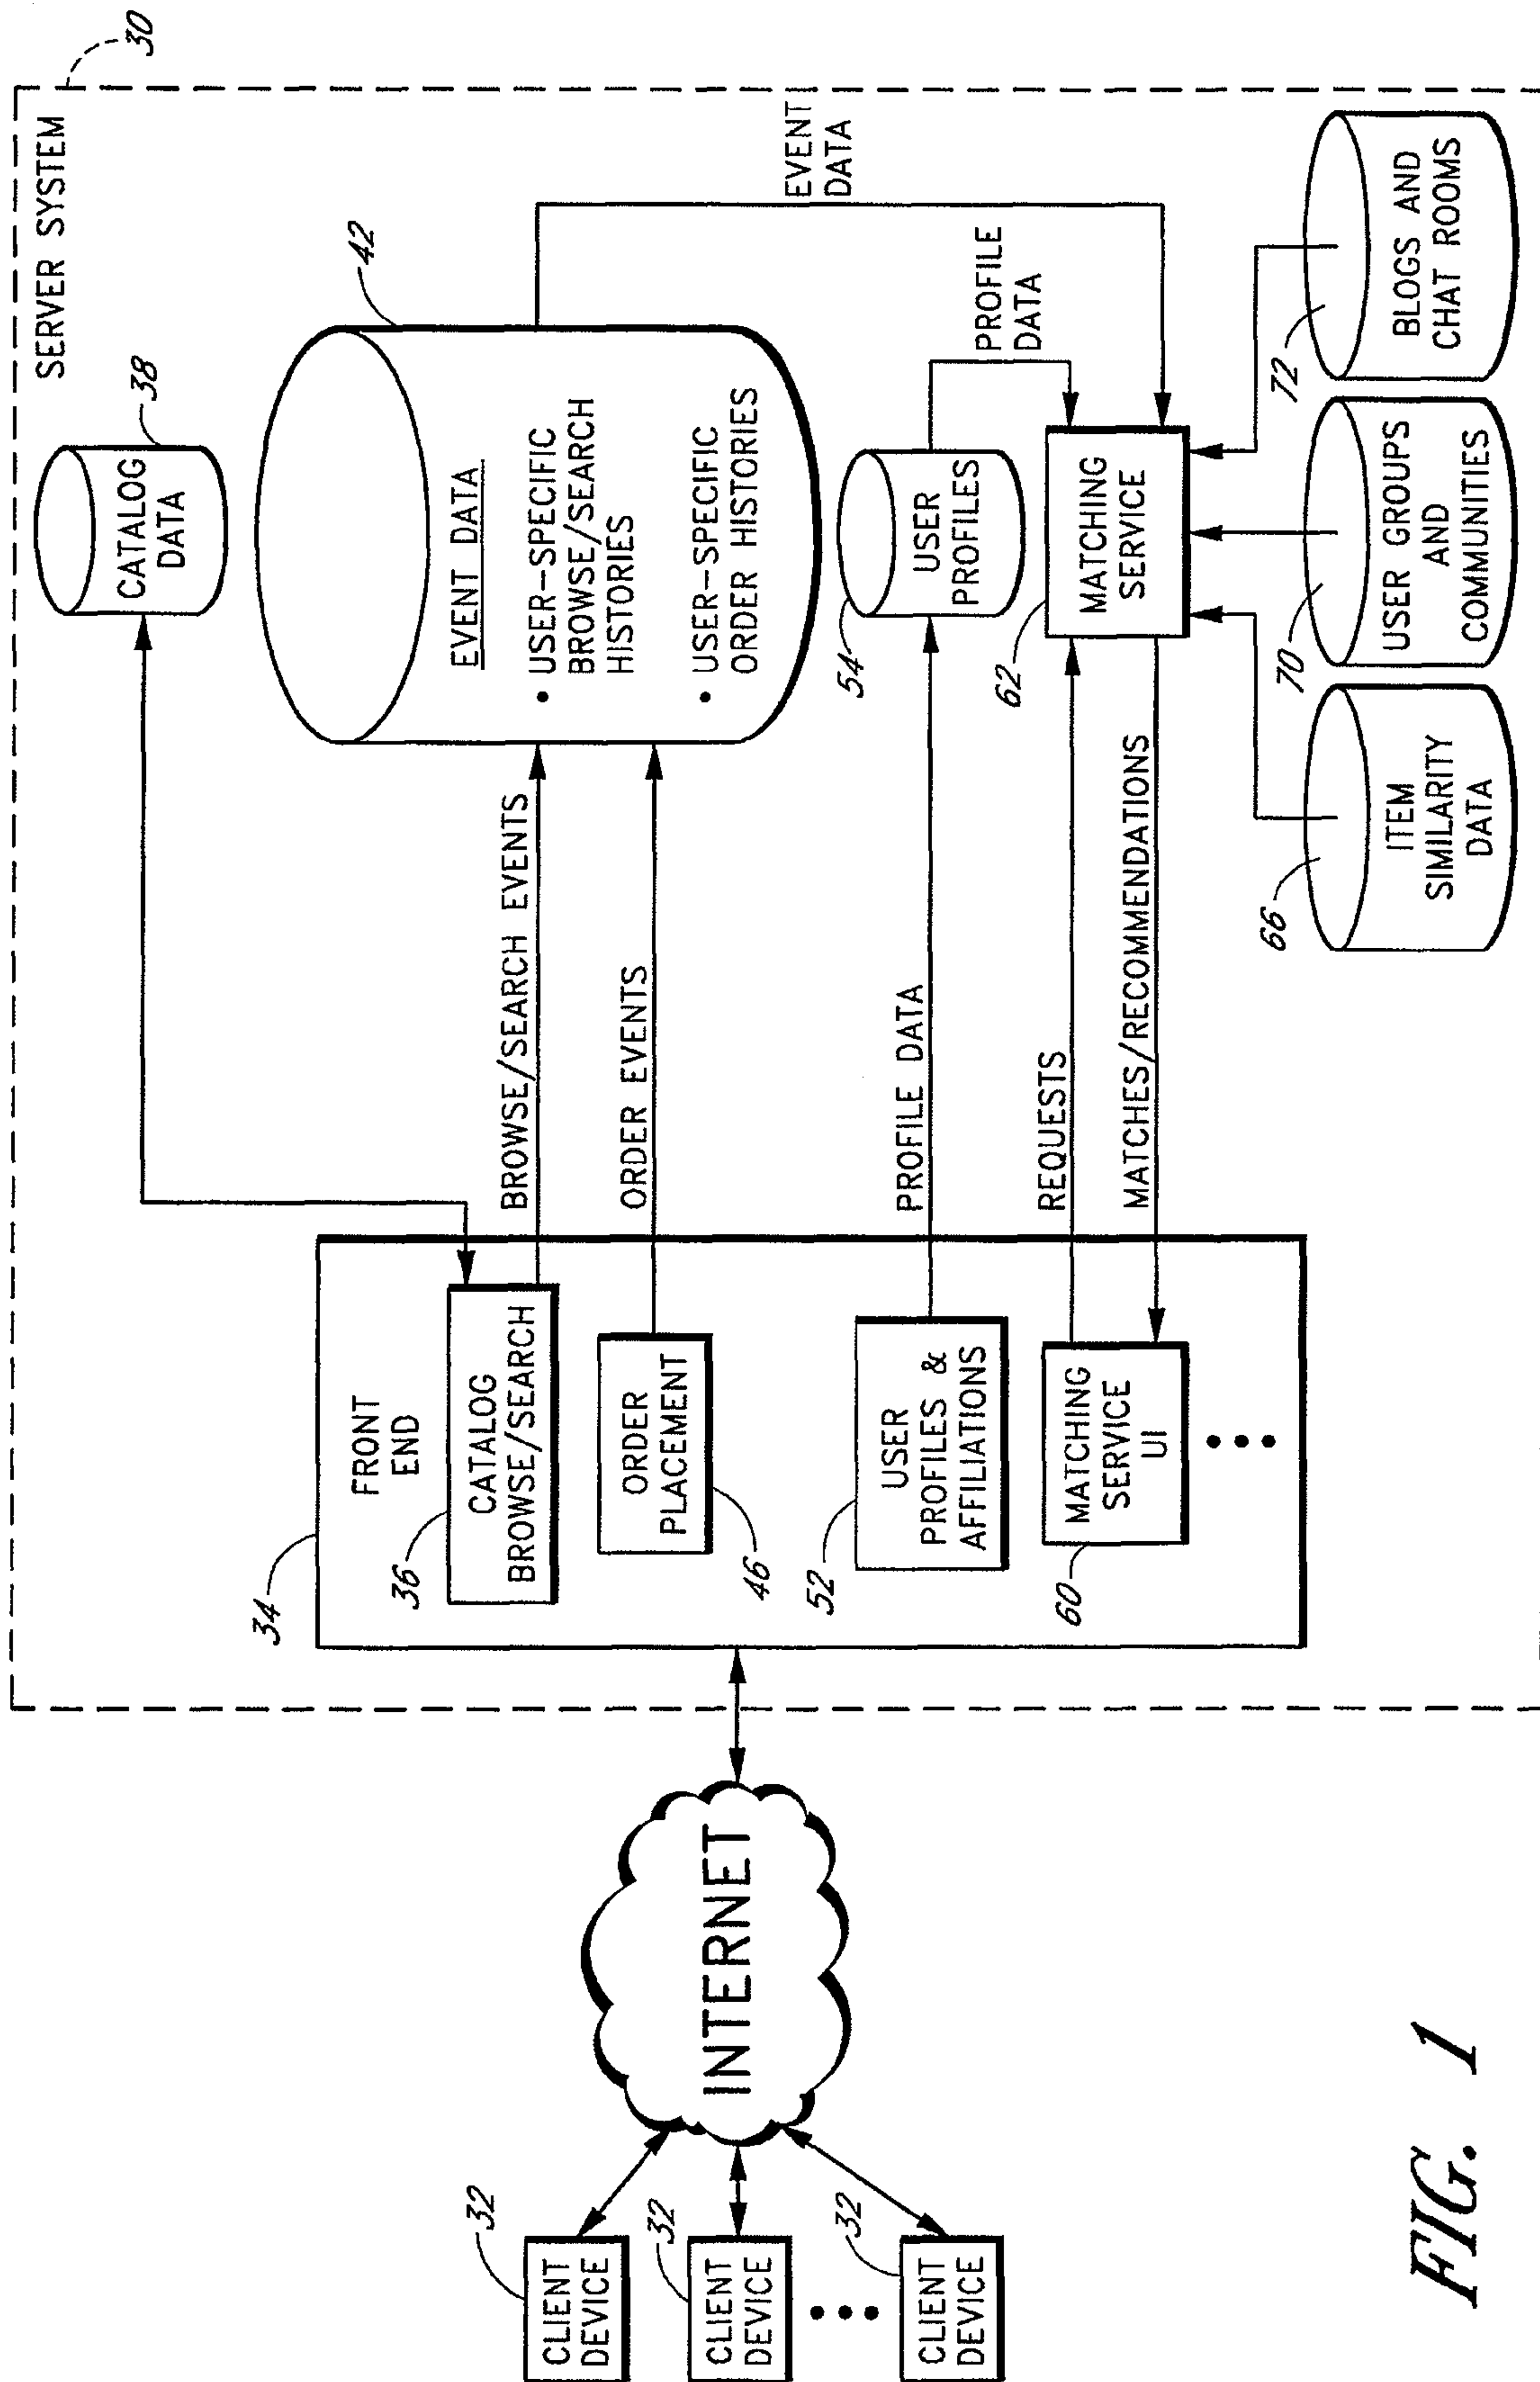 SERVER SYSTEM
30
CATALOG
DATA
38
42
EVENT DATA
• USER-SPECIFIC
BROWSE/SEARCH
HISTORIES
• USER-SPECIFIC
ORDER HISTORIES
EVENT
DATA
BROWSE/SEARCH EVENTS
ORDER EVENTS
34
FRONT
END
36
CATALOG
BROWSE/SEARCH
ORDER
PLACEMENT
46
52
USER
PROFILES &
AFFILIATIONS
PROFILE DATA
54
USER
PROFILES
PROFILE
DATA
60
MATCHING
SERVICE
UI
REQUESTS
MATCHES/RECOMMENDATIONS
62
MATCHING
SERVICE
66
ITEM
SIMILARITY
DATA
70
USER GROUPS
AND
COMMUNITIES
72
BLOGS AND
CHAT ROOMS
INTERNET
32
CLIENT
DEVICE
32
CLIENT
DEVICE
32
CLIENT
DEVICE
FIG. 1